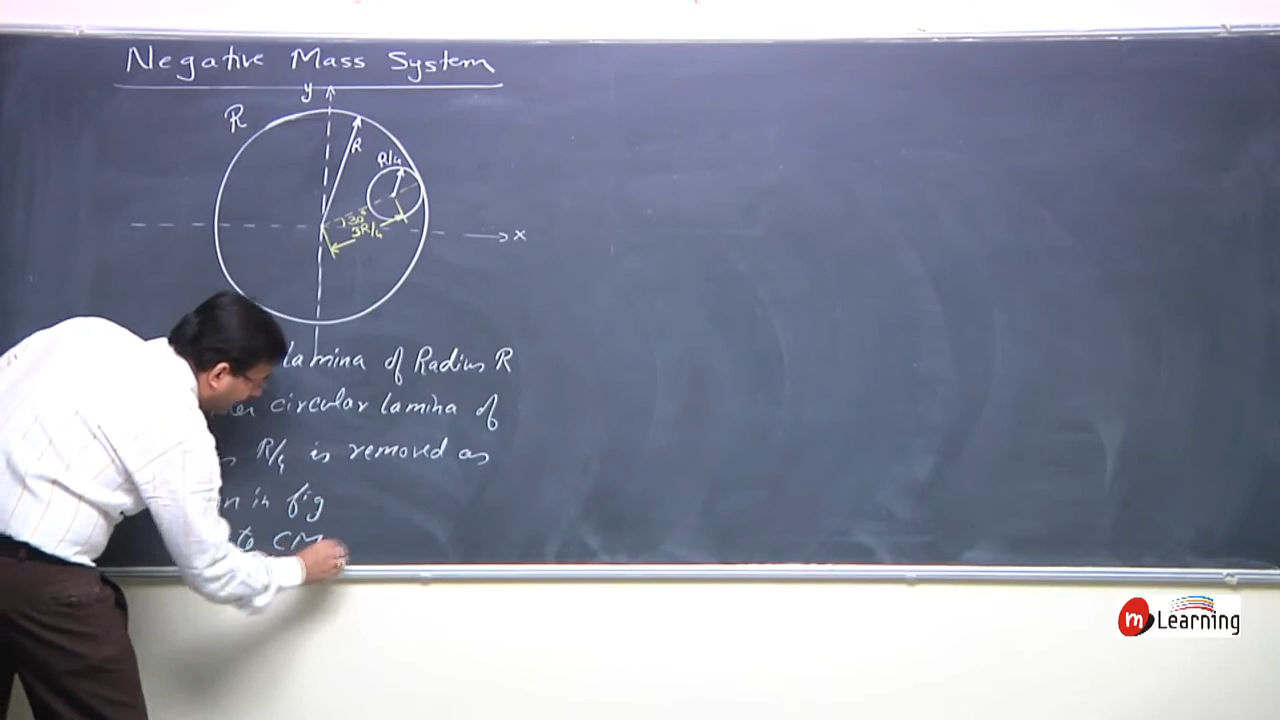 Negative Mass System
y
R
R
R/4
30°
3R/4
x
lamina of Radius R
circular lamina of
R/4 is removed as
in fig
CM
m Learning